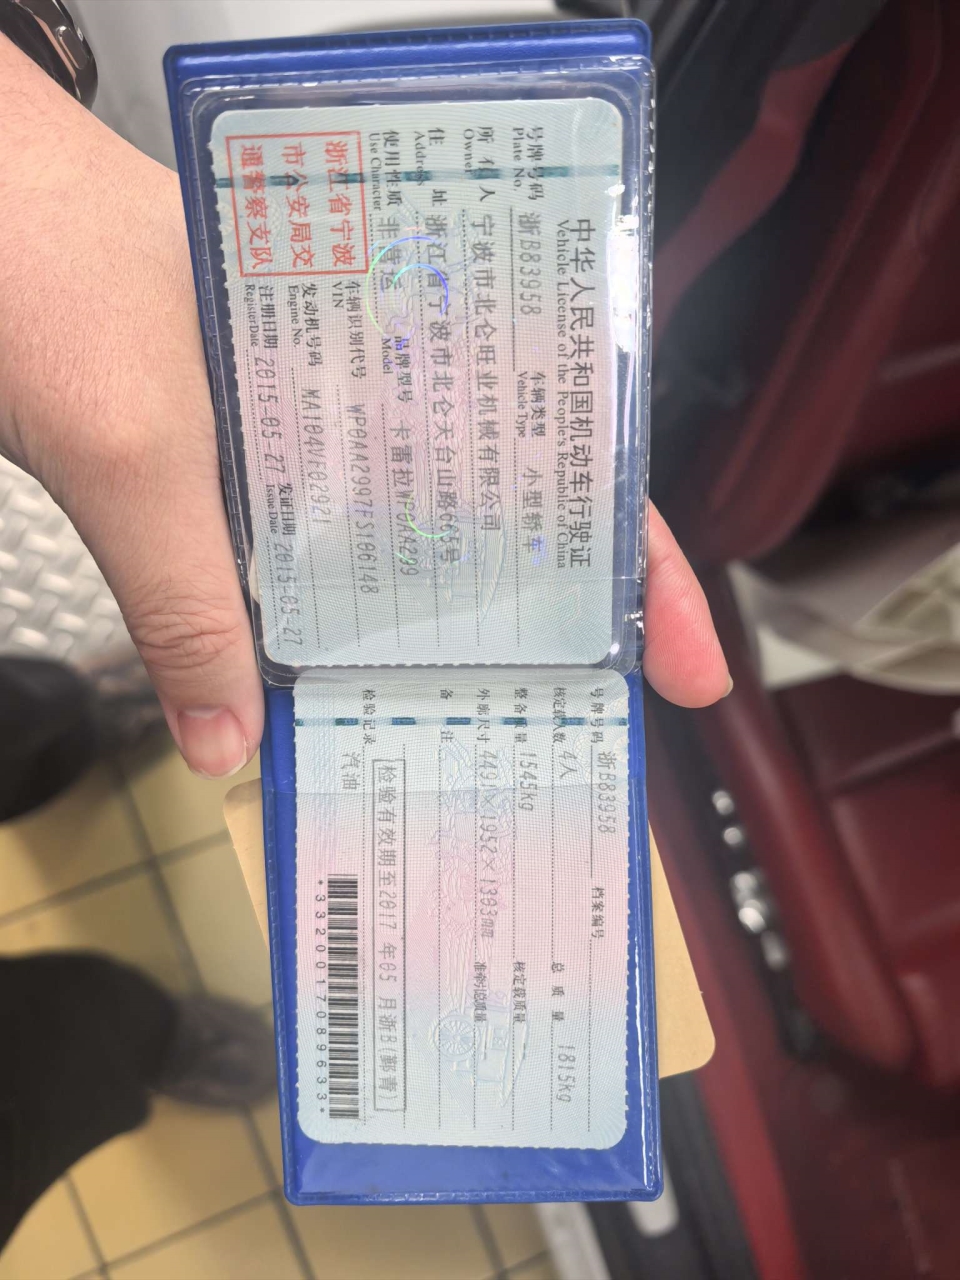 中华人民共和国机动车行驶证
Vehicle License of the People's Republic of China
号牌号码 浙B83958 车辆类型 小型轿车
Plate No. Vehicle Type
所有人 宁波市北仑旺业机械有限公司
Owner
住址 浙江省宁波市北仑天台山路665号
Address
使用性质 非营运 品牌型号 卡雷拉WP0AA299
Use Character Model
浙江省宁波
市公安局交
通警察支队
车辆识别代号 WP0AA2997FS106148
VIN
发动机号码 MA104VF02921
Engine No.
注册日期 2015-05-27 发证日期 2015-05-27
Register Date Issue Date
号牌号码 浙B83958 档案编号
核定载人数 4人 总质量 1815kg
整备质量 1545kg 核定载质量
外廓尺寸 4491×1952×1303mm 准牵引总质量
备注
检验有效期至2017年05月浙B(鄞青)
检验记录
汽油
*3320017089633*